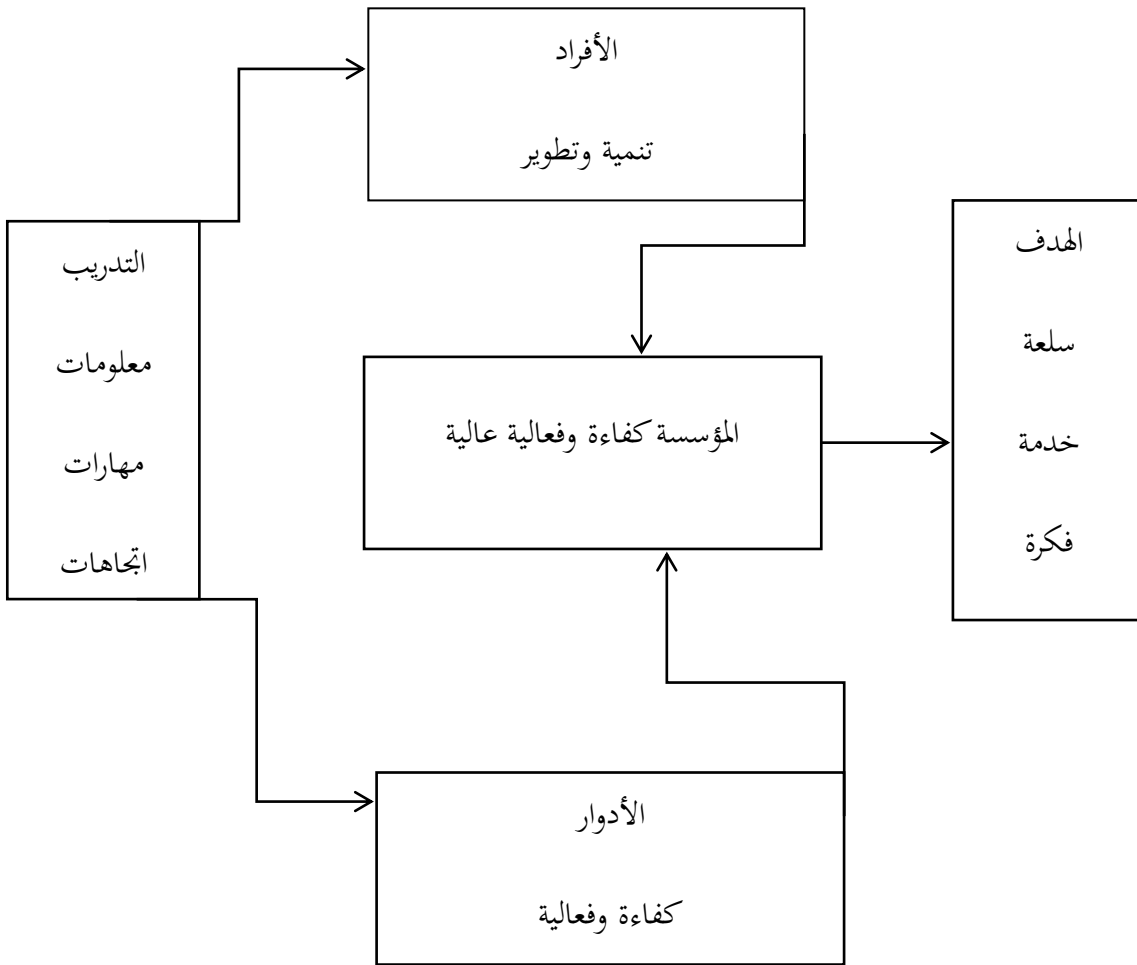 الأفراد
تنمية وتطوير
التدريب
معلومات
مهارات
اتجاهات
المؤسسة كفاءة وفعالية عالية
الهدف
سلعة
خدمة
فكرة
الأدوار
كفاءة وفعالية